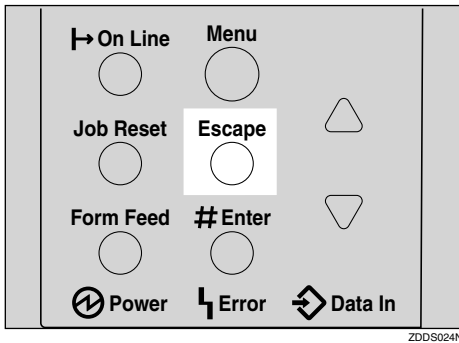 On Line Menu
Job Reset Escape
Form Feed # Enter
Power Error Data In
ZDDS024N